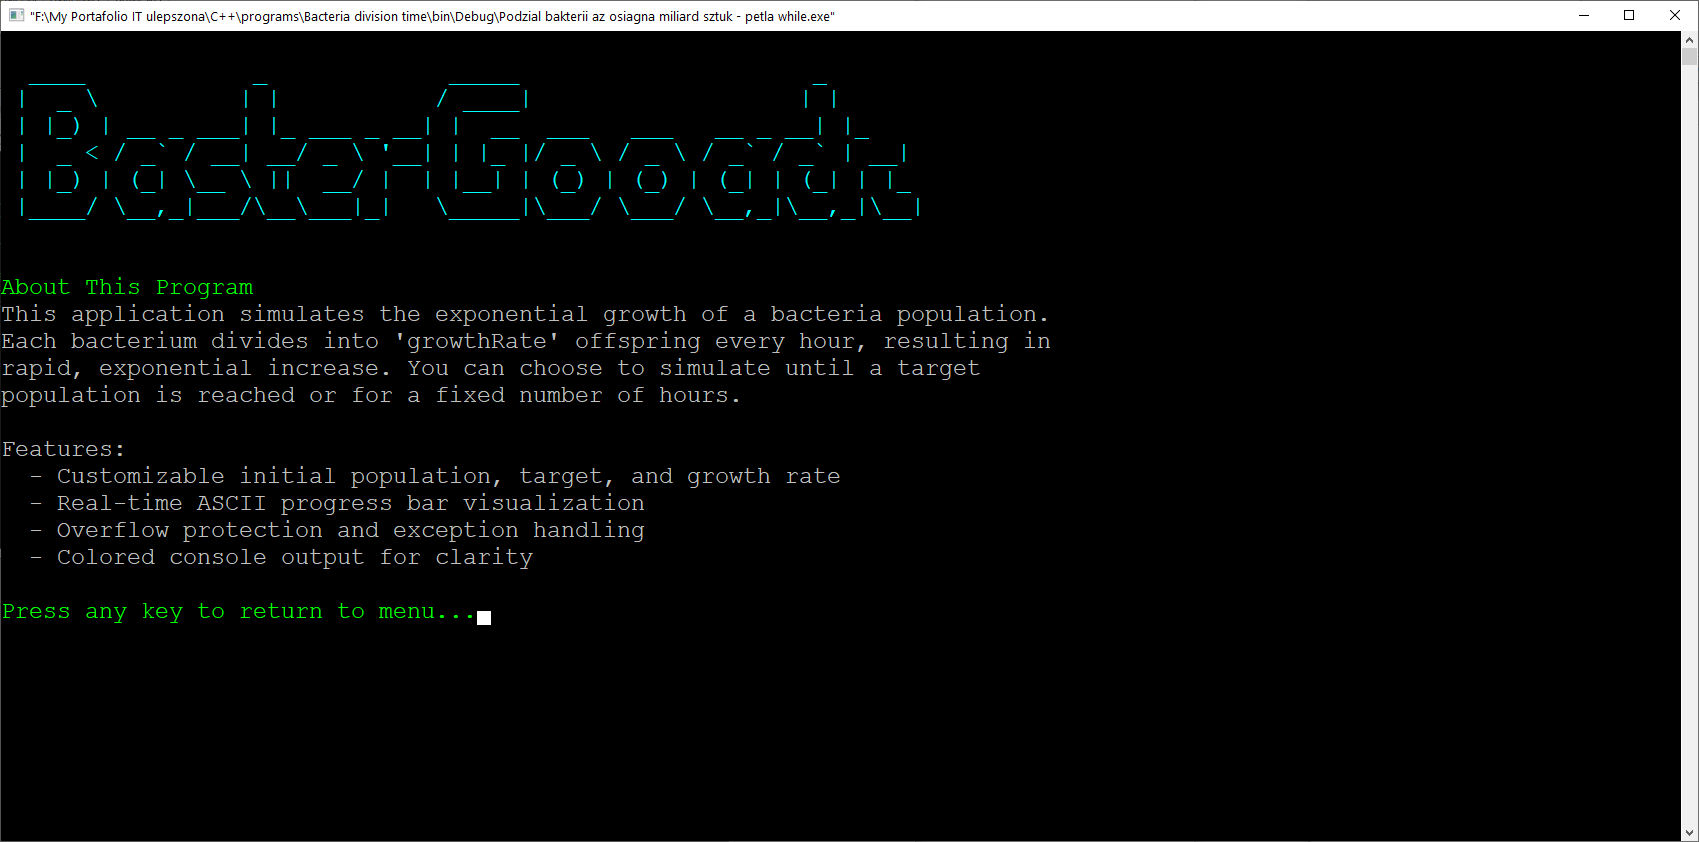 "F:\My Portafolio IT ulepszona\C++\programs\Bacteria division time\bin\Debug\Podzial bakterii az osiagna miliard sztuk - petla while.exe"
About This Program
This application simulates the exponential growth of a bacteria population.
Each bacterium divides into 'growthRate' offspring every hour, resulting in
rapid, exponential increase. You can choose to simulate until a target
population is reached or for a fixed number of hours.
Features:
- Customizable initial population, target, and growth rate
- Real-time ASCII progress bar visualization
- Overflow protection and exception handling
- Colored console output for clarity
Press any key to return to menu...